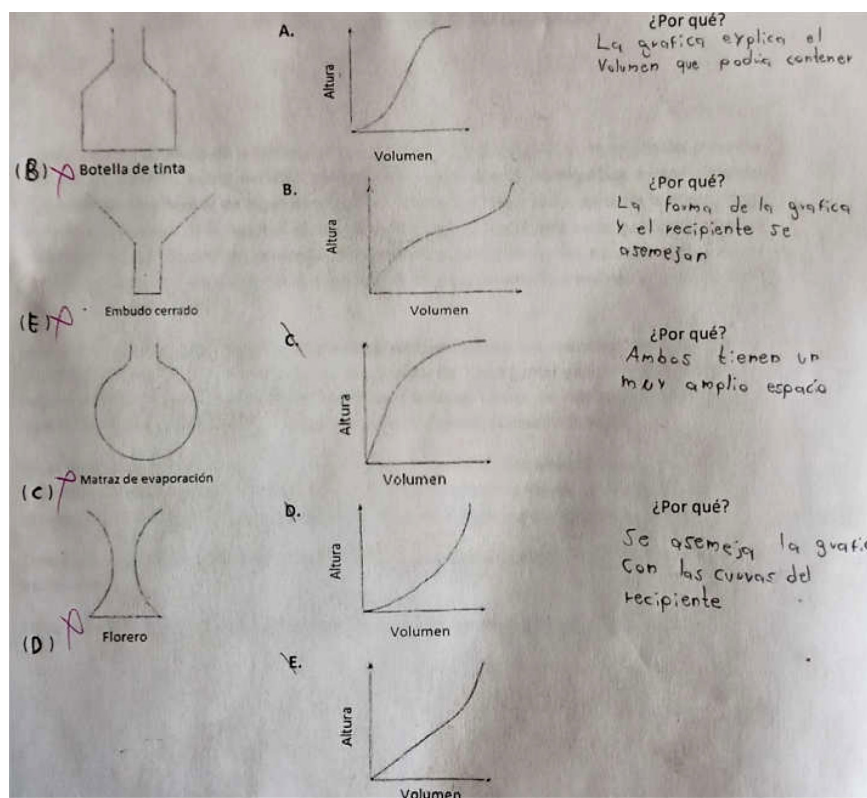 A.
Altura
Volumen
¿Por qué?
La grafica explica el
Volumen que podria contener
(B) Botella de tinta
B.
Altura
Volumen
¿Por qué?
La forma de la grafica
y el recipiente se
asemejan
(E) Embudo cerrado
C.
Altura
Volumen
¿Por qué?
Ambos tienen un
muy amplio espacio
(C) Matraz de evaporación
D.
Altura
Volumen
¿Por qué?
Se asemeja la grafi
con las curvas del
recipiente
(D) Florero
E.
Altura
Volumen